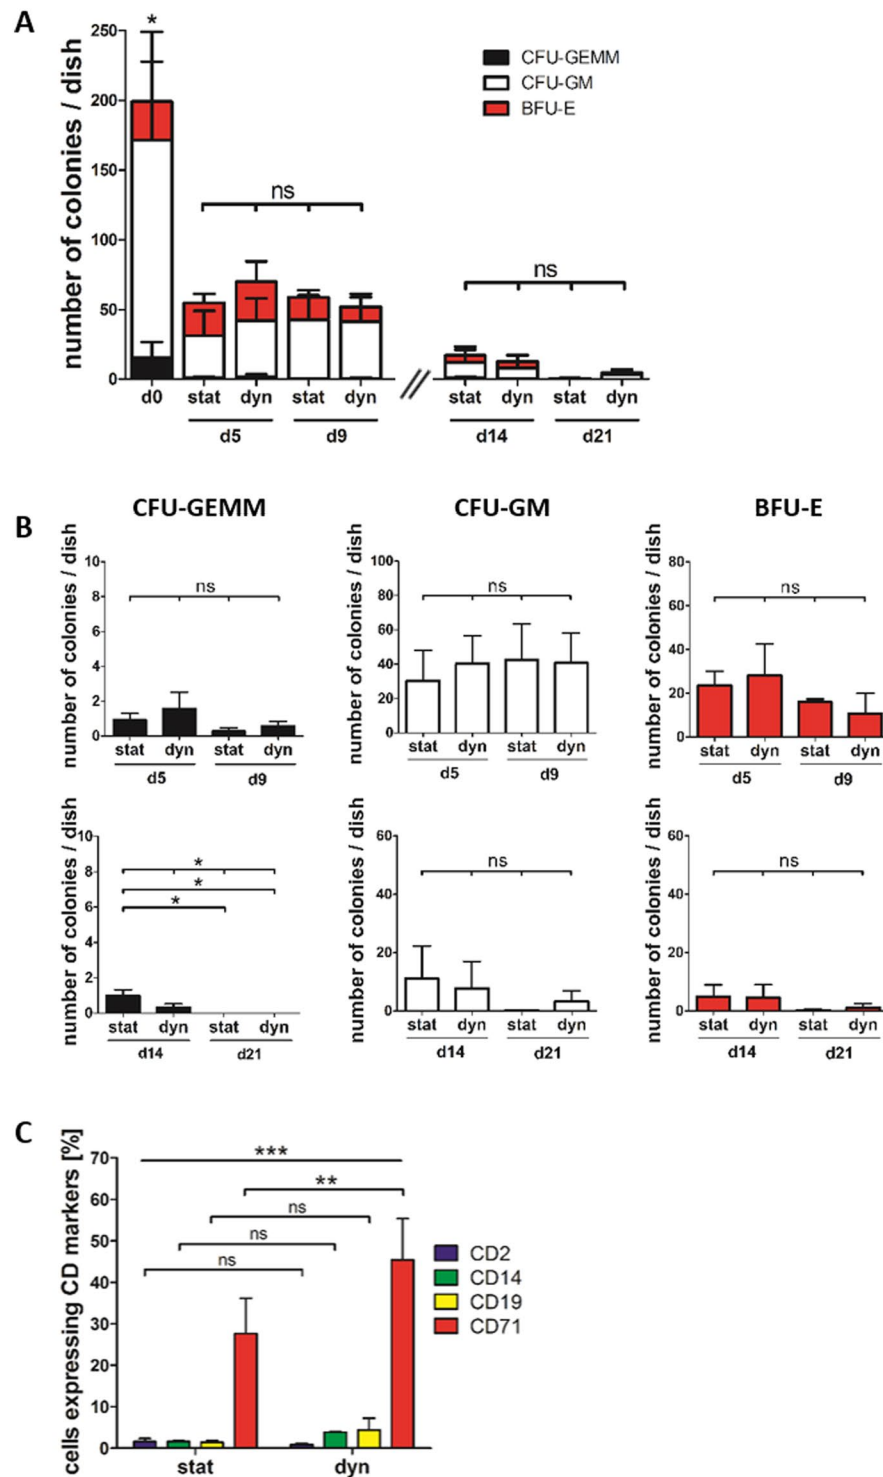 A
number of colonies / dish
250
200
150
100
50
0
*
ns
ns
CFU-GEMM
CFU-GM
BFU-E
d0 stat dyn stat dyn stat dyn stat dyn
d5 d9 d14 d21
B
CFU-GEMM CFU-GM BFU-E
number of colonies / dish
10
8
6
4
2
0
ns
stat dyn stat dyn
d5 d9
number of colonies / dish
100
80
60
40
20
0
ns
stat dyn stat dyn
d5 d9
number of colonies / dish
80
60
40
20
0
ns
stat dyn stat dyn
d5 d9
number of colonies / dish
10
8
6
4
2
0
*
*
*
stat dyn stat dyn
d14 d21
number of colonies / dish
60
40
20
0
ns
stat dyn stat dyn
d14 d21
number of colonies / dish
60
40
20
0
ns
stat dyn stat dyn
d14 d21
C
cells expressing CD markers [%]
70
60
50
40
30
20
10
0
***
**
ns
ns
ns
CD2
CD14
CD19
CD71
stat dyn